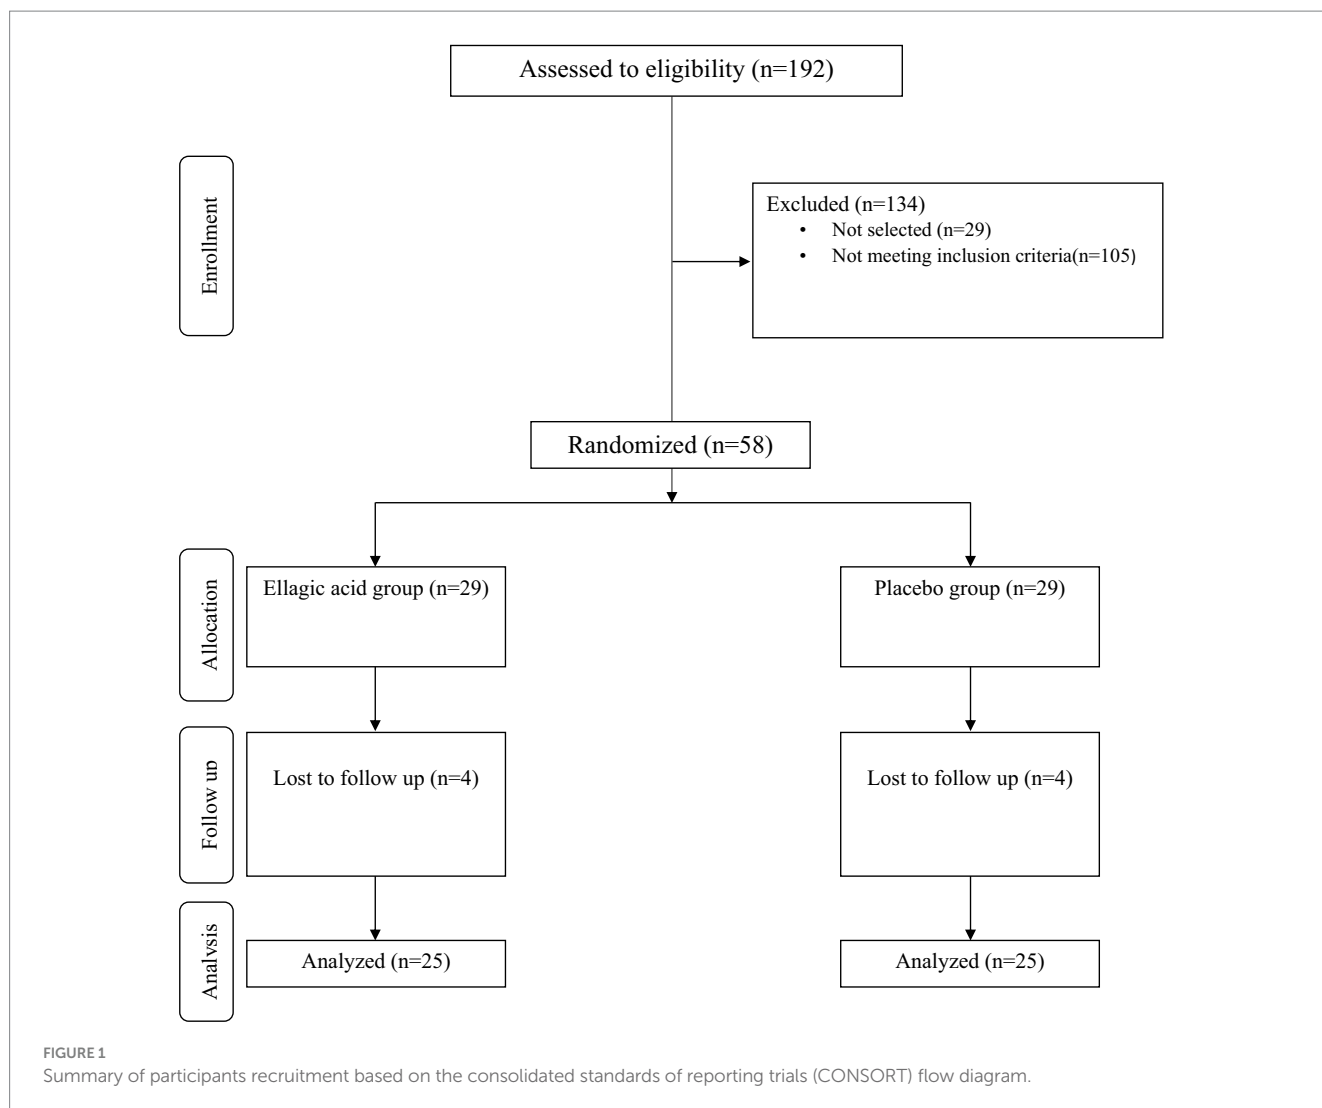 Assessed to eligibility (n=192)
Enrollment
Excluded (n=134)
• Not selected (n=29)
• Not meeting inclusion criteria(n=105)
Randomized (n=58)
Allocation
Ellagic acid group (n=29)
Placebo group (n=29)
Follow up
Lost to follow up (n=4)
Lost to follow up (n=4)
Analysis
Analyzed (n=25)
Analyzed (n=25)
FIGURE 1
Summary of participants recruitment based on the consolidated standards of reporting trials (CONSORT) flow diagram.